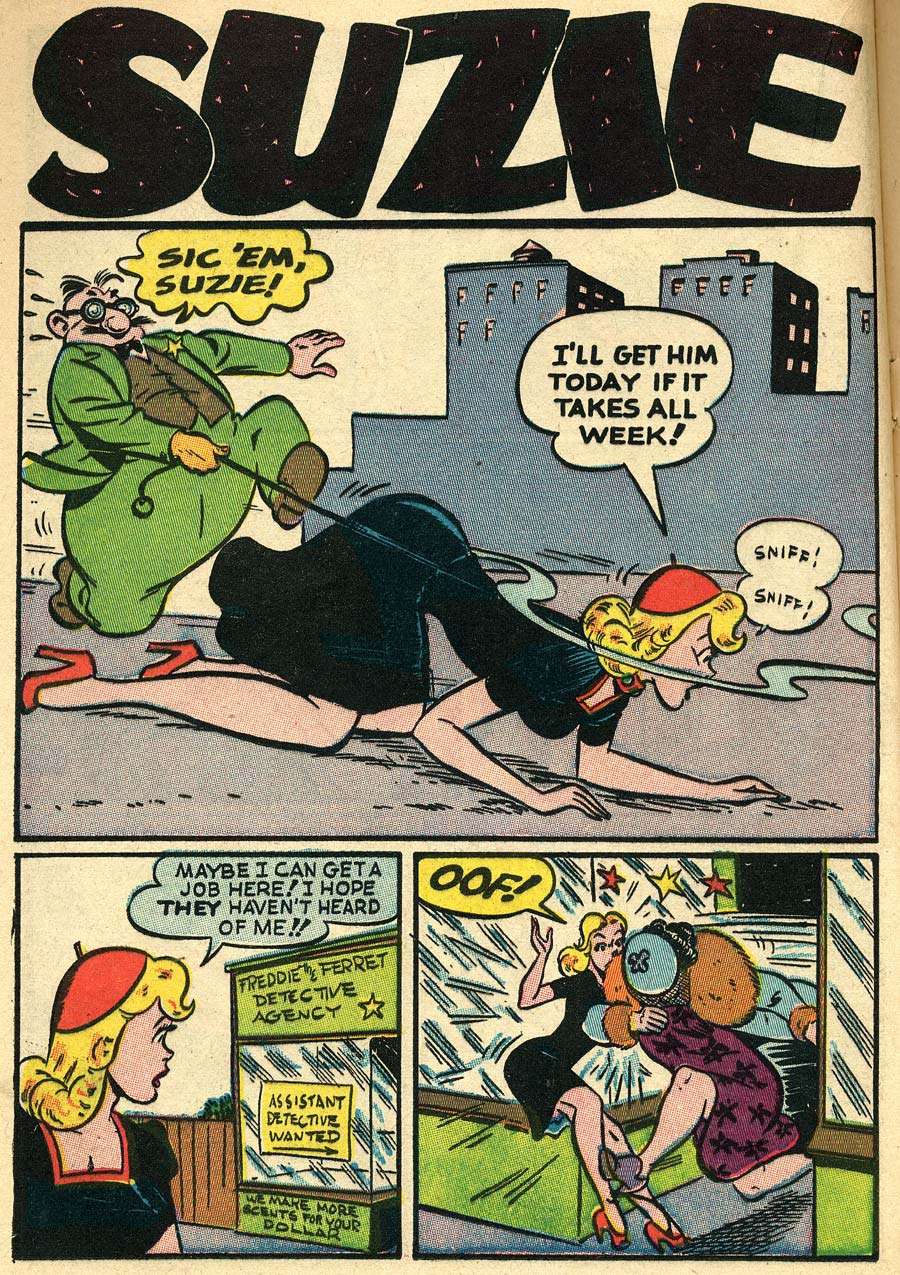 SUZIE
SIC 'EM,
SUZIE!
I'LL GET HIM
TODAY IF IT
TAKES ALL
WEEK!
SNIFF!
SNIFF!
MAYBE I CAN GET A
JOB HERE! I HOPE
THEY HAVEN'T HEARD
OF ME!!
FREDDIE THE FERRET
DETECTIVE
AGENCY
ASSISTANT
DETECTIVE
WANTED
WE MAKE MORE
SCENTS FOR YOUR
DOLLAR
OOF!